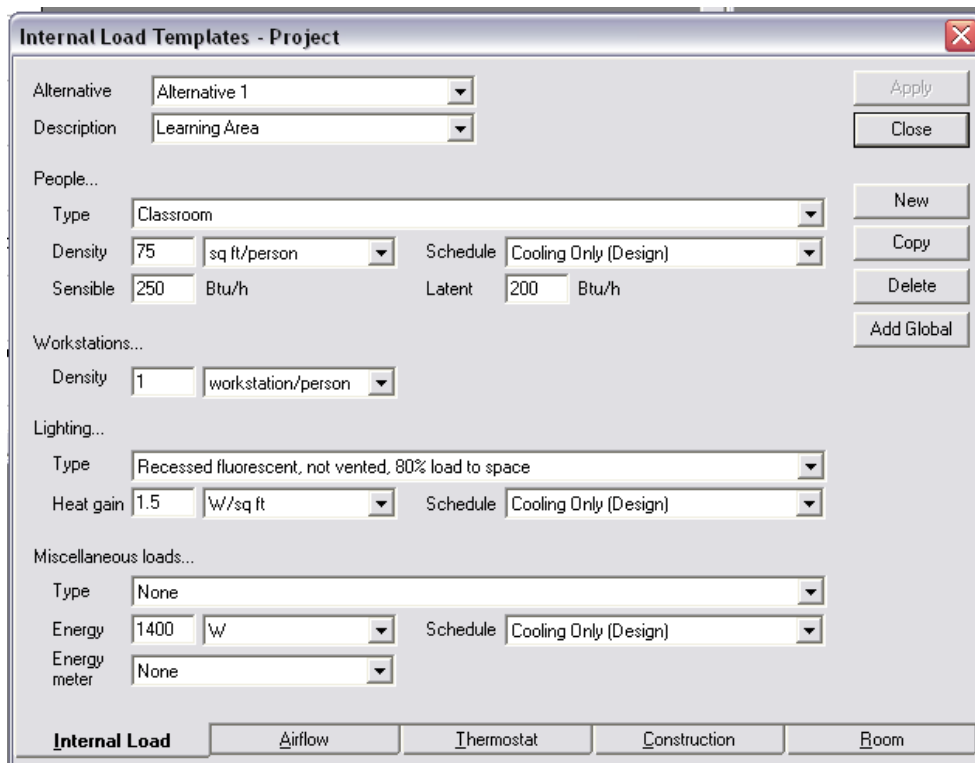 Internal Load Templates - Project
Alternative Alternative 1 Apply
Description Learning Area Close
People...
Type Classroom New
Density 75 sq ft/person Schedule Cooling Only (Design) Copy
Sensible 250 Btu/h Latent 200 Btu/h Delete
Add Global
Workstations...
Density 1 workstation/person
Lighting...
Type Recessed fluorescent, not vented, 80% load to space
Heat gain 1.5 W/sq ft Schedule Cooling Only (Design)
Miscellaneous loads...
Type None
Energy 1400 W Schedule Cooling Only (Design)
Energy meter None
Internal Load Airflow Thermostat Construction Room